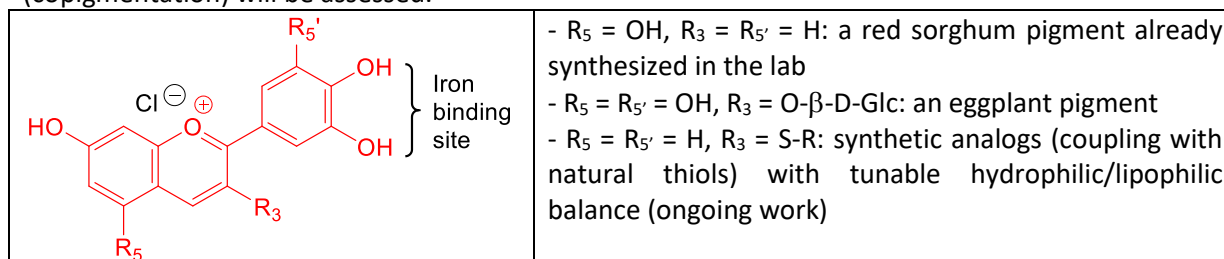 (copigmentation) will be assessed.
R5'
OH
Cl ⊖
⊕
HO
O
OH
R3
R5
Iron
binding
site
- R5 = OH, R3 = R5' = H: a red sorghum pigment already
synthesized in the lab
- R5 = R5' = OH, R3 = O-β-D-Glc: an eggplant pigment
- R5 = R5' = H, R3 = S-R: synthetic analogs (coupling with
natural thiols) with tunable hydrophilic/lipophilic
balance (ongoing work)